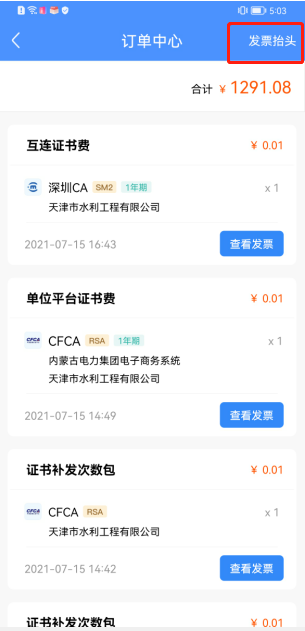 5:03
订单中心
发票抬头
合计 ¥ 1291.08
互连证书费 ¥ 0.01
深圳CA SM2 1年期 x 1
天津市水利工程有限公司
2021-07-15 16:43 查看发票
单位平台证书费 ¥ 0.01
CFCA CFCA RSA 1年期 x 1
内蒙古电力集团电子商务系统
天津市水利工程有限公司
2021-07-15 14:49 查看发票
证书补发次数包 ¥ 0.01
CFCA CFCA RSA x 1
天津市水利工程有限公司
2021-07-15 14:42 查看发票
证书补发次数包 ¥ 0.01